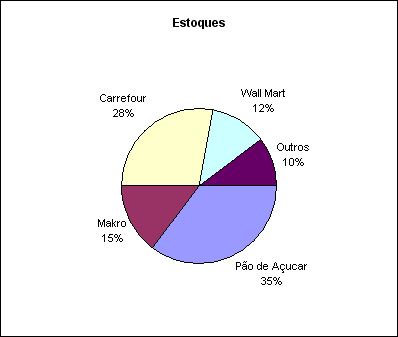 Estoques
Carrefour
28%
Wall Mart
12%
Outros
10%
Makro
15%
Pão de Açucar
35%